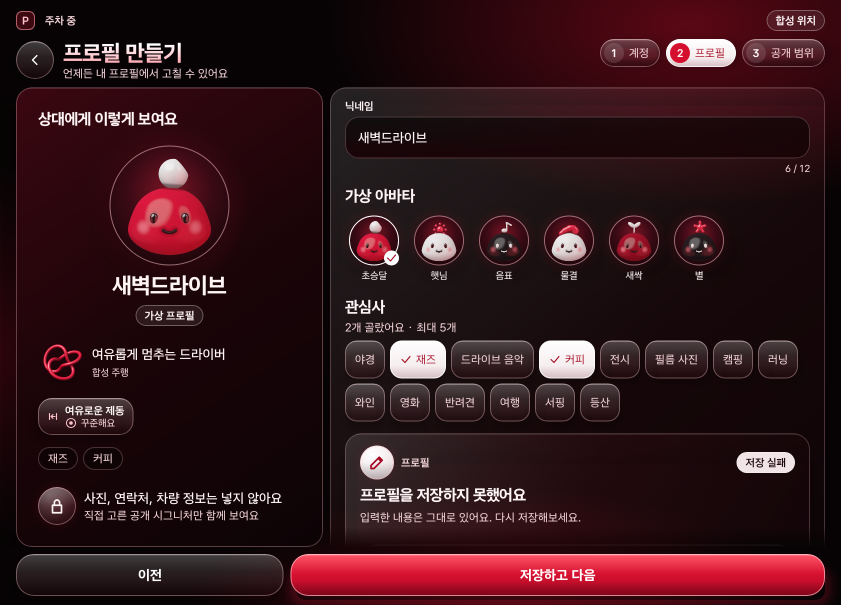 P 주차 중
합성 위치
프로필 만들기
언제든 내 프로필에서 고칠 수 있어요
1 계정
2 프로필
3 공개 범위
상대에게 이렇게 보여요
새벽드라이브
가상 프로필
여유롭게 멈추는 드라이버
합성 주행
여유로운 제동
꾸준해요
재즈 커피
사진, 연락처, 차량 정보는 넣지 않아요
직접 고른 공개 시그니처만 함께 보여요
닉네임
새벽드라이브
6 / 12
가상 아바타
초승달 햇님 음표 물결 새싹 별
관심사
2개 골랐어요 · 최대 5개
야경 재즈 드라이브 음악 커피 전시 필름 사진 캠핑 러닝
와인 영화 반려견 여행 서핑 등산
프로필
저장 실패
프로필을 저장하지 못했어요
입력한 내용은 그대로 있어요. 다시 저장해보세요.
이전
저장하고 다음